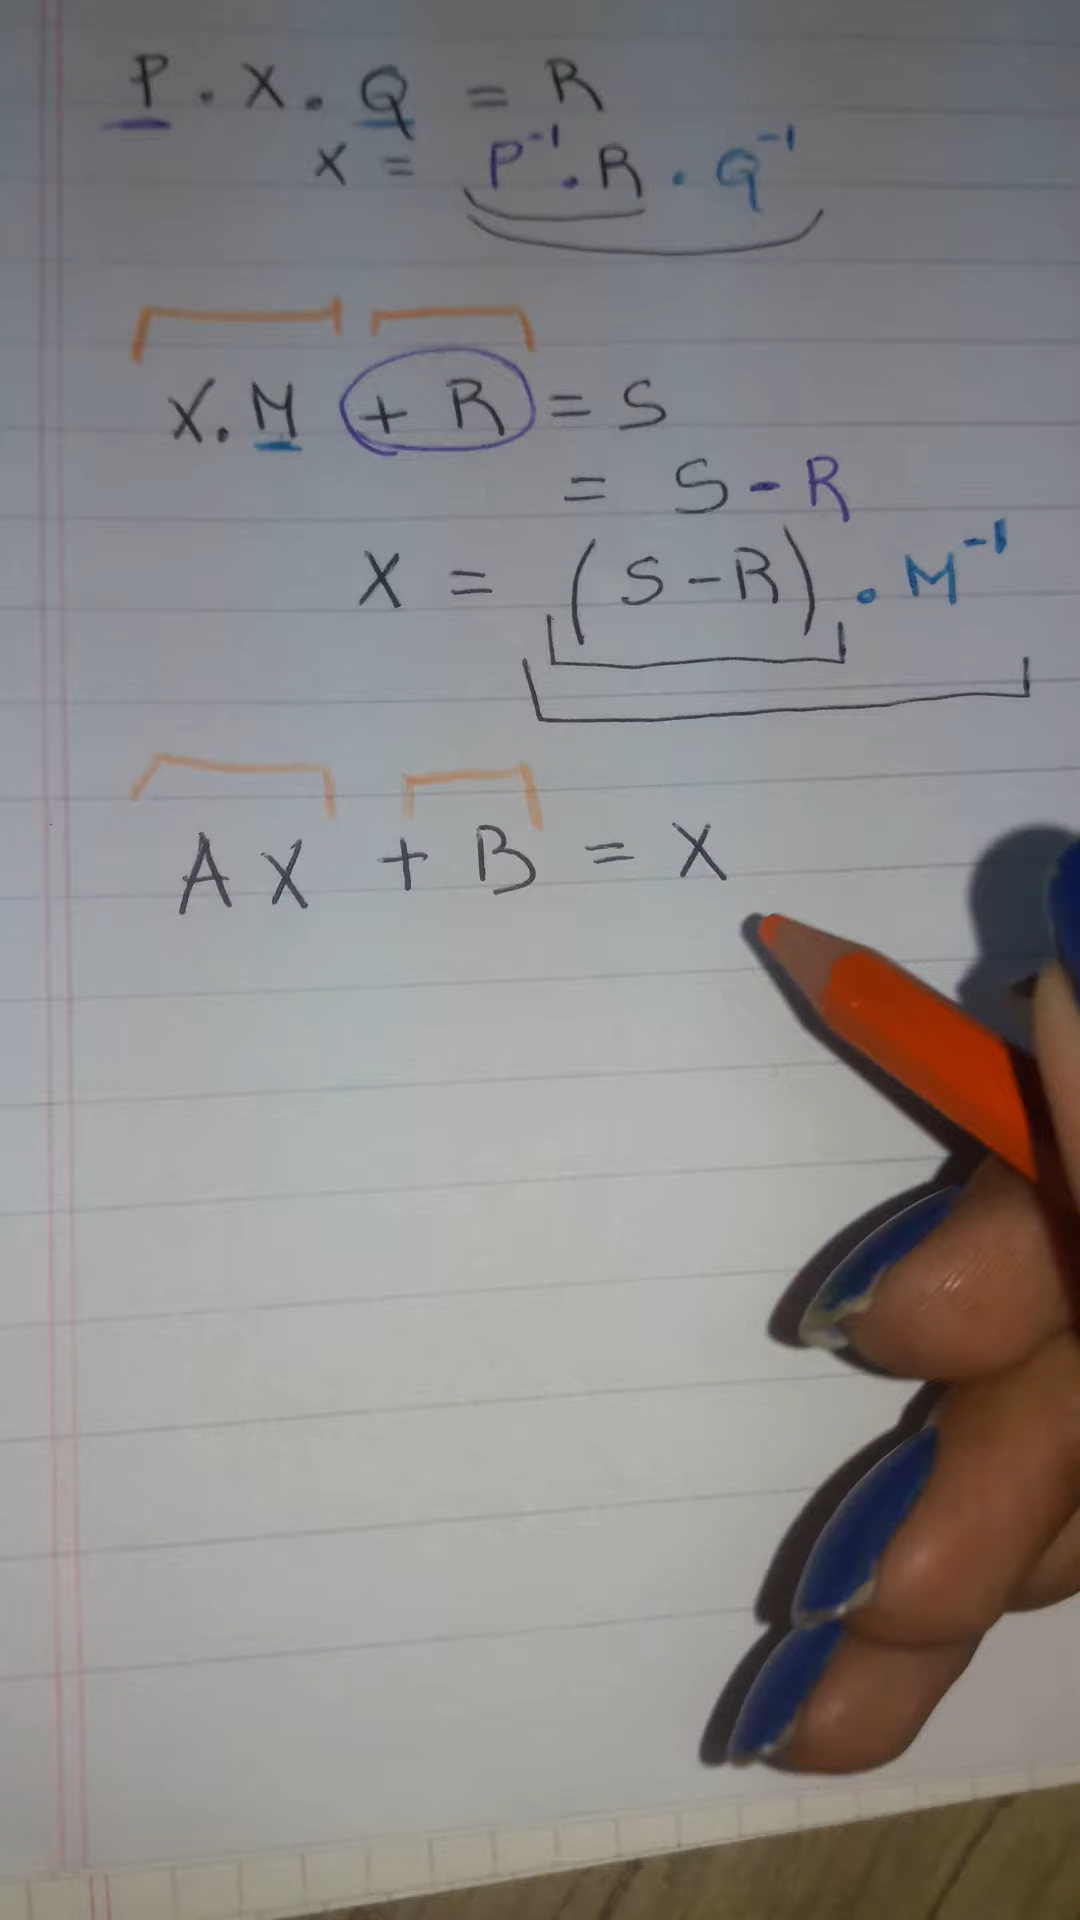 P . X . Q = R
X = P⁻¹ . R . Q⁻¹
X . M + R = S
= S - R
X = (S - R) . M⁻¹
A X + B = X